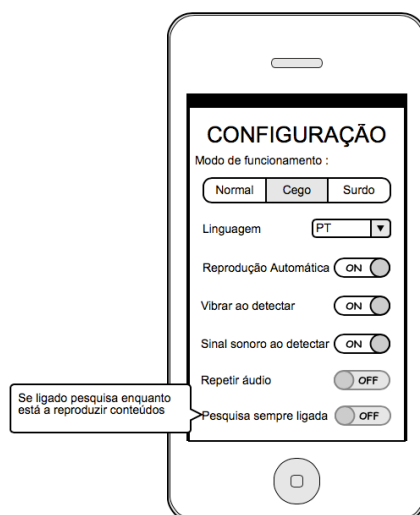 CONFIGURAÇÃO
Modo de funcionamento :
Normal Cego Surdo
Linguagem PT
Reprodução Automática ON
Vibrar ao detectar ON
Sinal sonoro ao detectar ON
Repetir áudio OFF
Se ligado pesquisa enquanto
está a reproduzir conteúdos
Pesquisa sempre ligada OFF